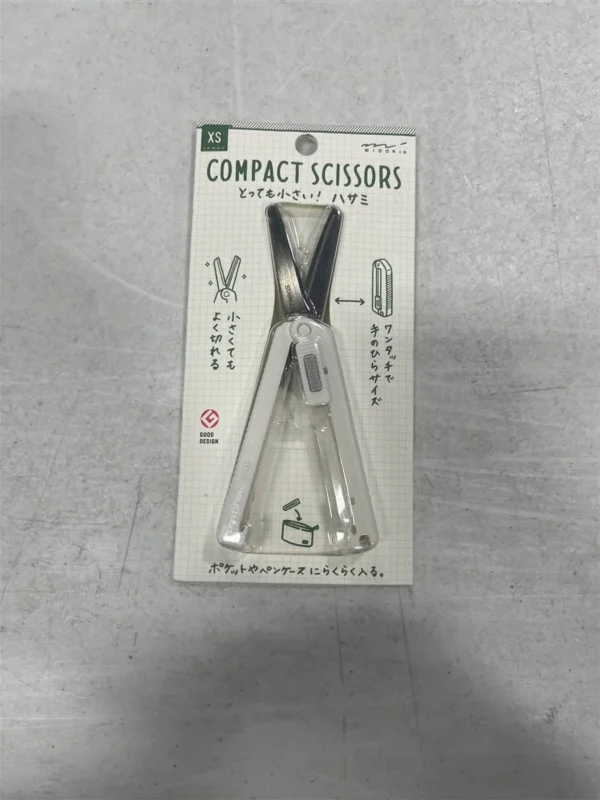 XS
MIDORI
COMPACT SCISSORS
とっても小さい! ハサミ
STAINLESS
小さくても
よく切れる
ワンタッチで
手のひらサイズ
GOOD
DESIGN
ポケットやペンケースにらくらく入る。